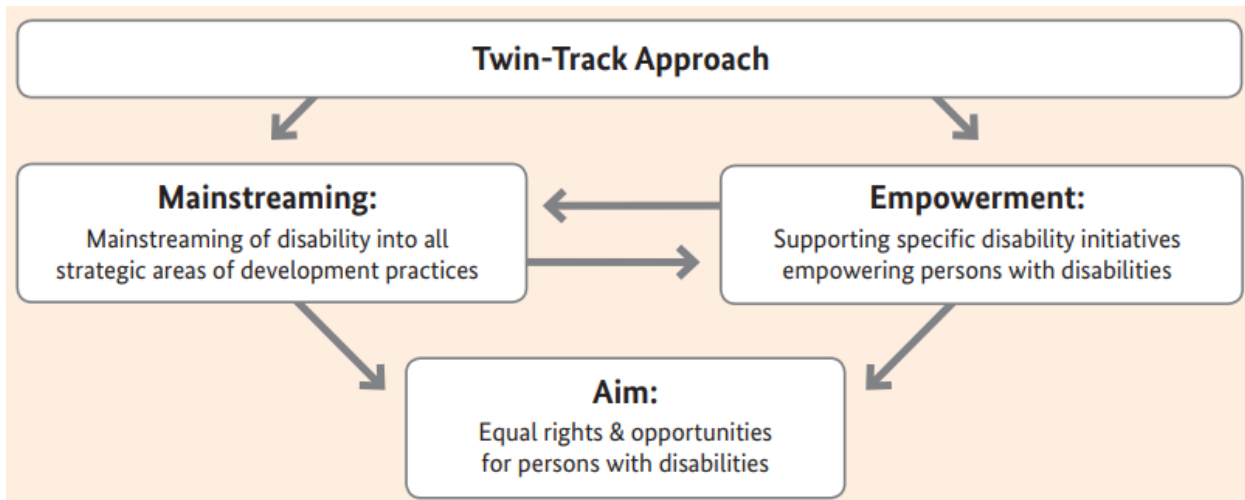 Twin-Track Approach
Mainstreaming:
Mainstreaming of disability into all
strategic areas of development practices
Empowerment:
Supporting specific disability initiatives
empowering persons with disabilities
Aim:
Equal rights & opportunities
for persons with disabilities